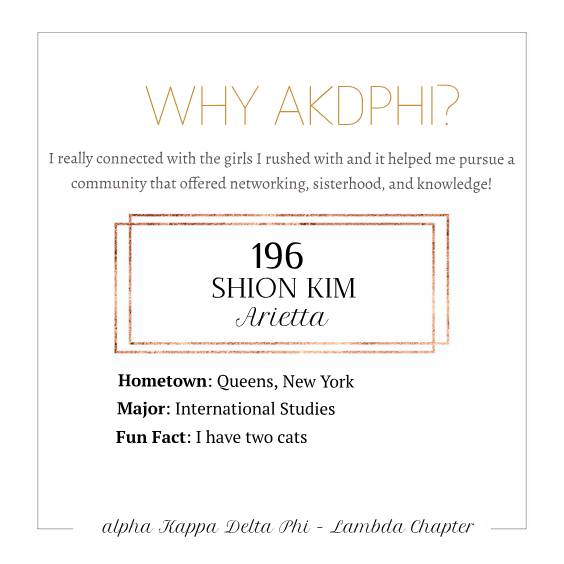 WHY AKDPHI?
I really connected with the girls I rushed with and it helped me pursue a
community that offered networking, sisterhood, and knowledge!
196
SHION KIM
Arietta
Hometown: Queens, New York
Major: International Studies
Fun Fact: I have two cats
alpha Kappa Delta Phi - Lambda Chapter